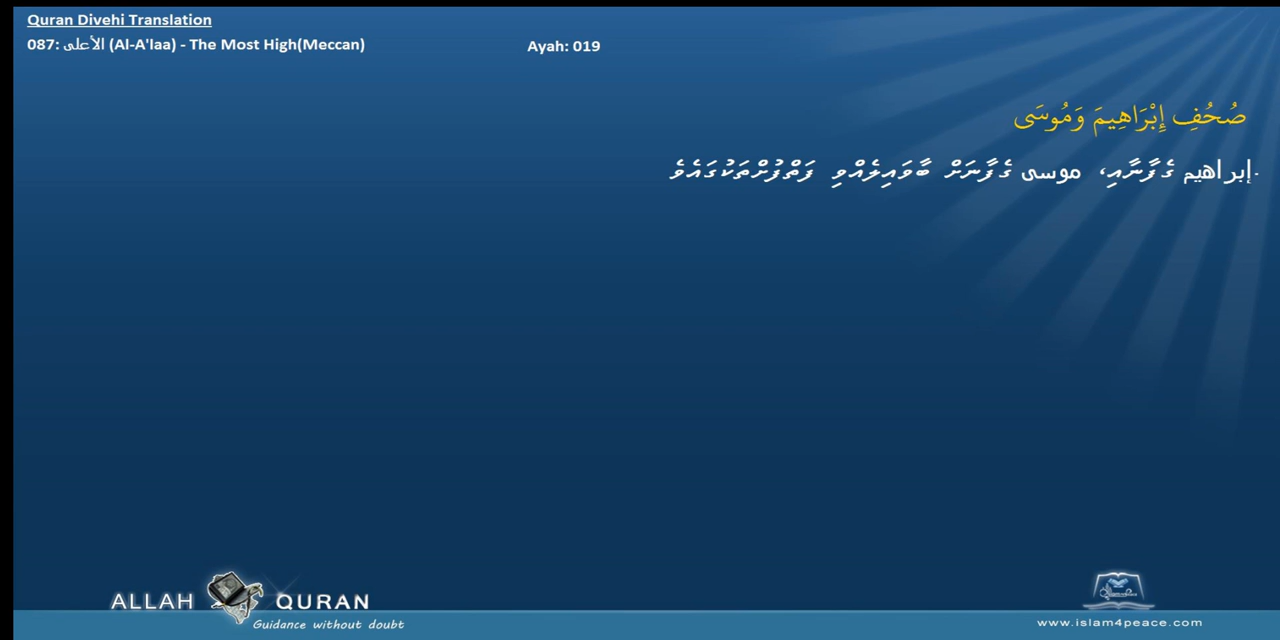 Quran Divehi Translation
087: الأعلى (Al-A'laa) - The Most High(Meccan)
Ayah: 019
صُحُفِ إِبْرَاهِيمَ وَمُوسَى
إبراهيم ގެފާނާއި، موسى ގެފާނަށް ބާވައިލެއްވި ފަތްފުށްތަކުގައެވެ.
ALLAH QURAN
Guidance without doubt
www.islam4peace.com